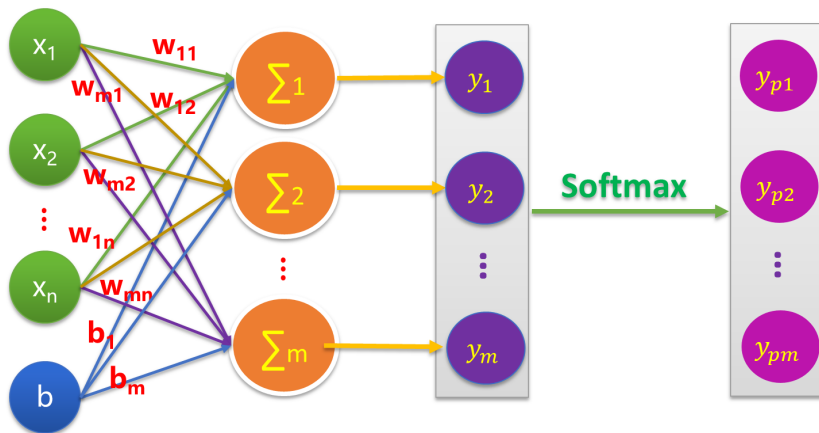 x1
x2
⋮
xn
b
w11
wm1
w12
wm2
w1n
wmn
b1
bm
∑1
∑2
⋮
∑m
y1
y2
⋮
ym
Softmax
yp1
yp2
⋮
ypm